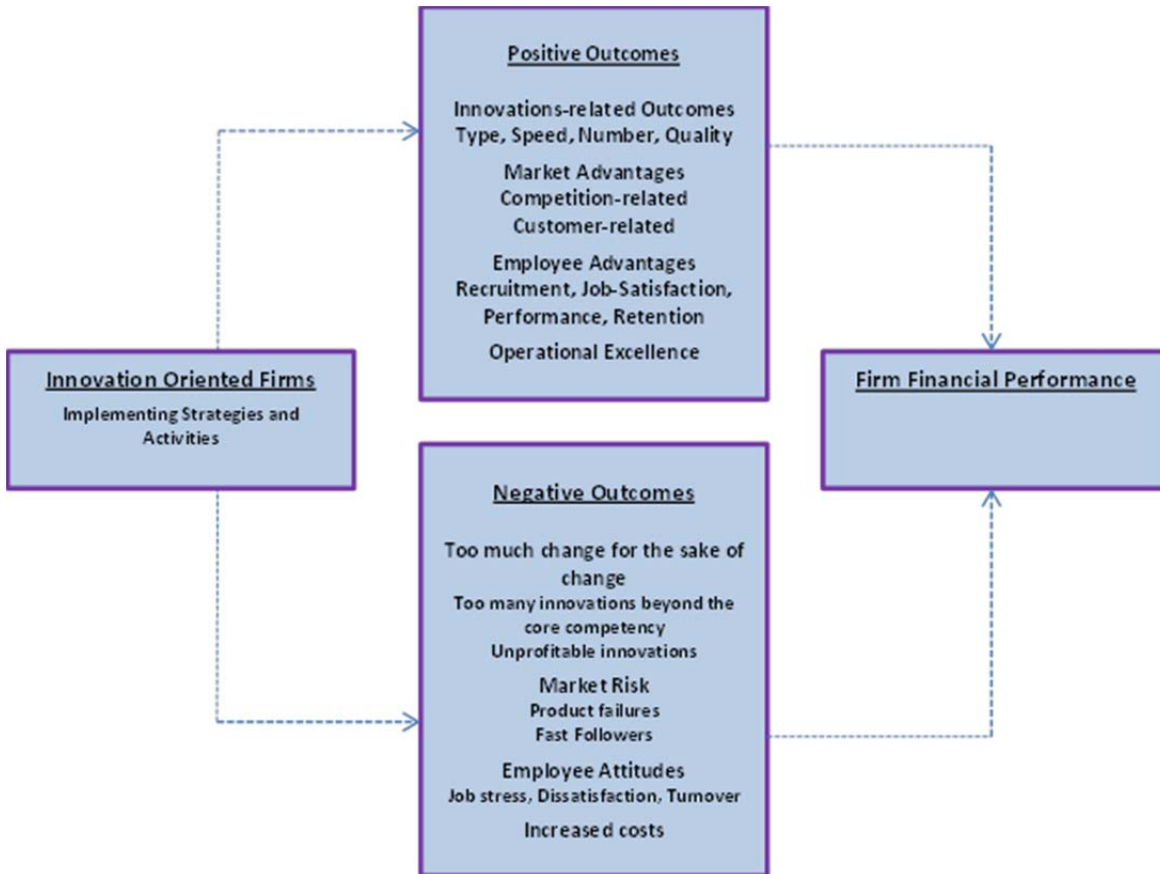 Positive Outcomes
Innovations-related Outcomes
Type, Speed, Number, Quality
Market Advantages
Competition-related
Customer-related
Employee Advantages
Recruitment, Job-Satisfaction,
Performance, Retention
Operational Excellence
Innovation Oriented Firms
Implementing Strategies and
Activities
Firm Financial Performance
Negative Outcomes
Too much change for the sake of
change
Too many innovations beyond the
core competency
Unprofitable innovations
Market Risk
Product failures
Fast Followers
Employee Attitudes
Job stress, Dissatisfaction, Turnover
Increased costs